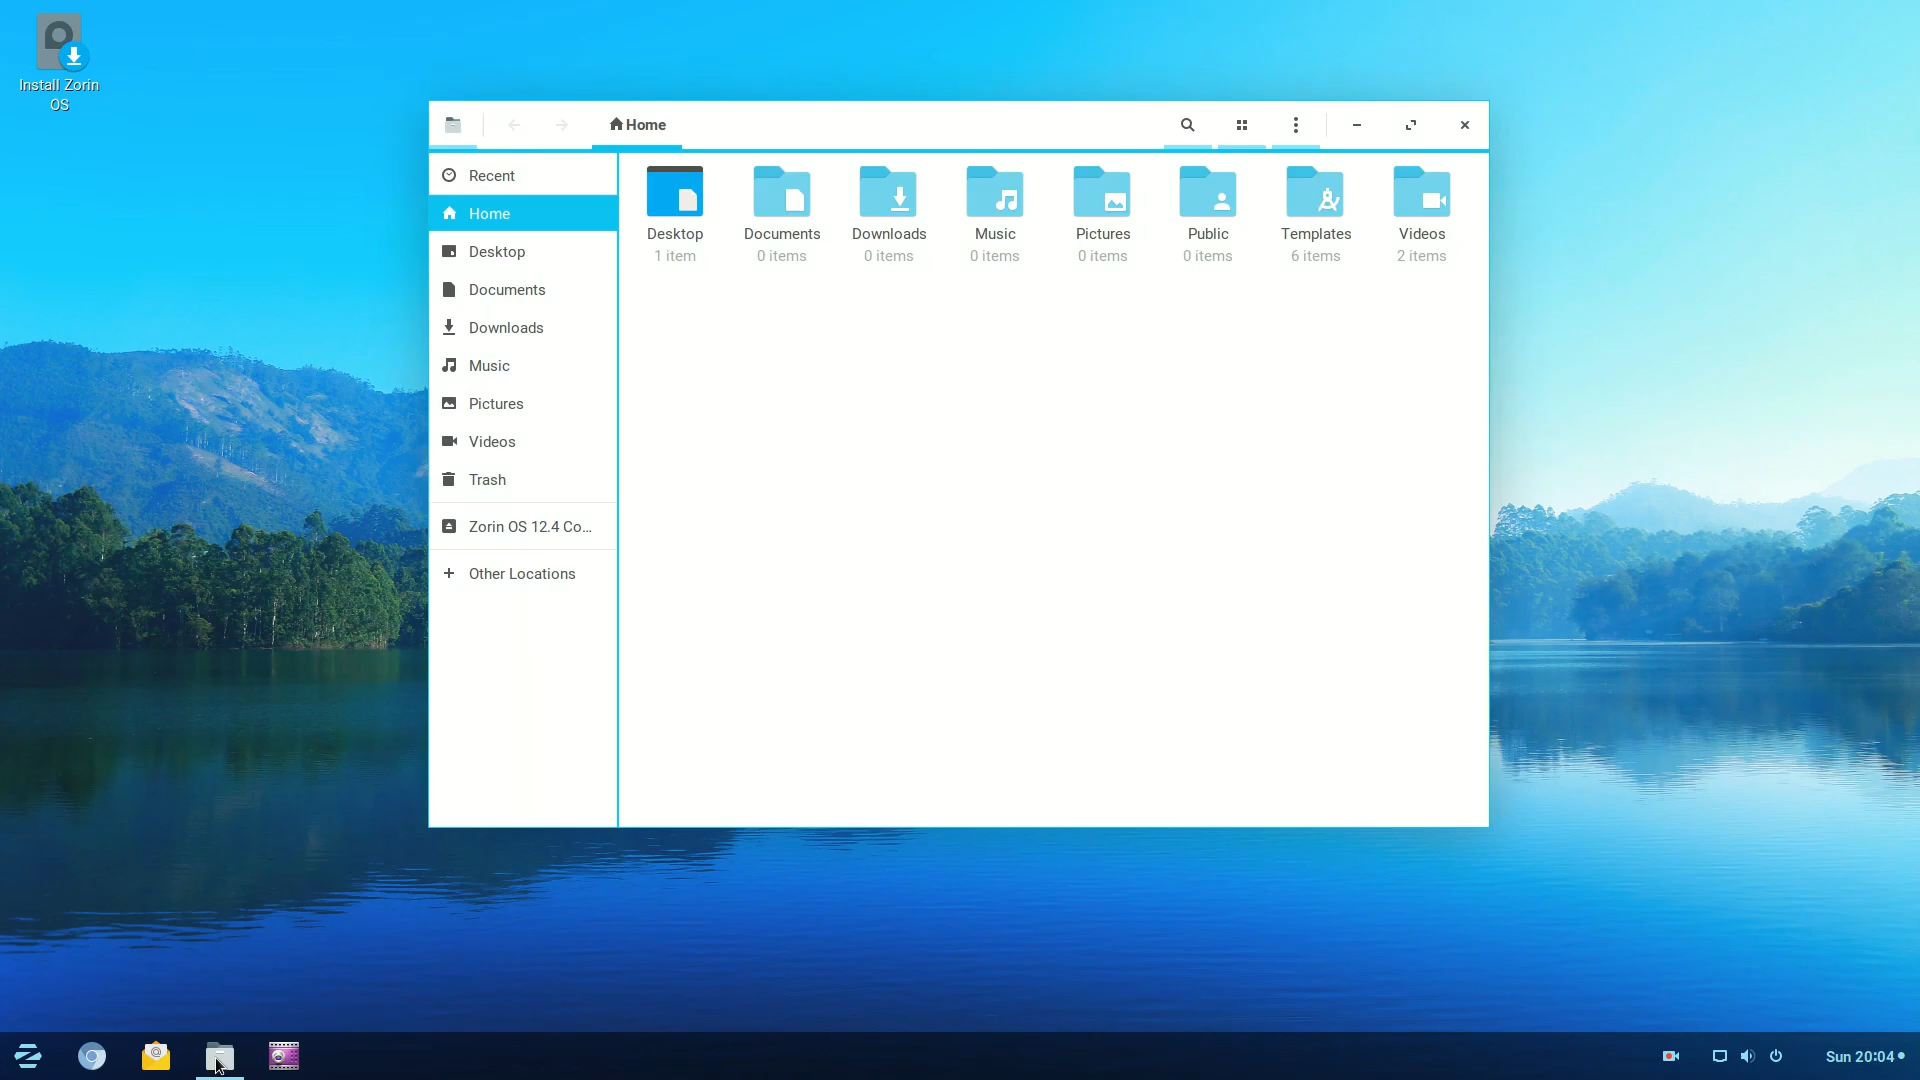 Install Zorin
OS
Home
Recent
Home
Desktop
Documents
Downloads
Music
Pictures
Videos
Trash
Zorin OS 12.4 Co...
Other Locations
Desktop
1 item
Documents
0 items
Downloads
0 items
Music
0 items
Pictures
0 items
Public
0 items
Templates
6 items
Videos
2 items
Sun 20:04